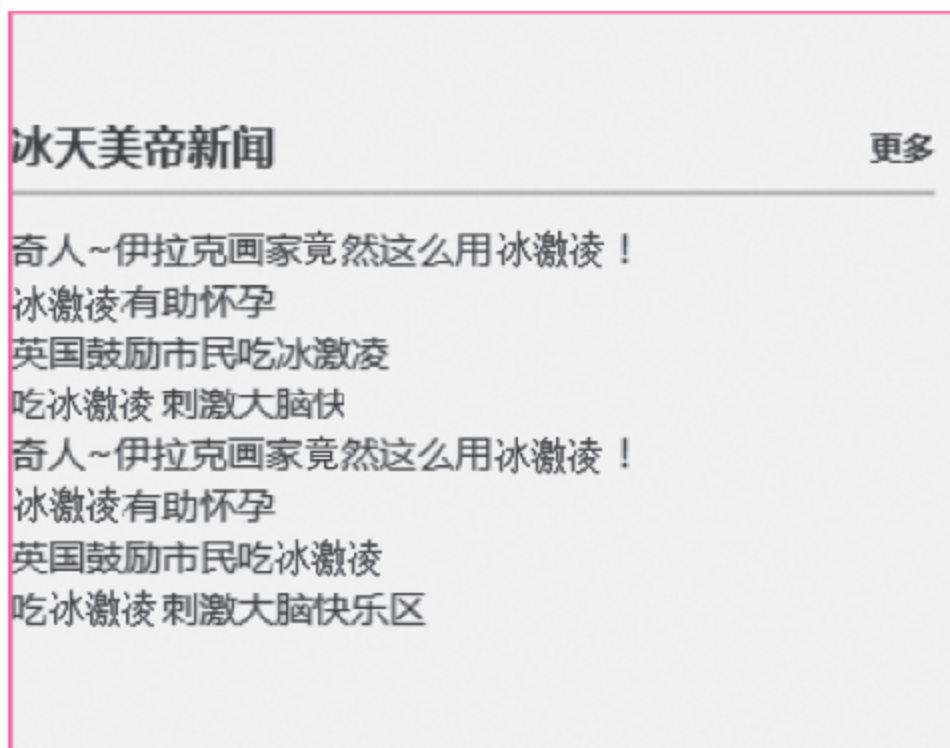 冰天美帝新闻 更多
奇人~伊拉克画家竟然这么用冰激凌！
冰激凌有助怀孕
英国鼓励市民吃冰激凌
吃冰激凌 刺激大脑快
奇人~伊拉克画家竟然这么用冰激凌！
冰激凌有助怀孕
英国鼓励市民吃冰激凌
吃冰激凌 刺激大脑快乐区